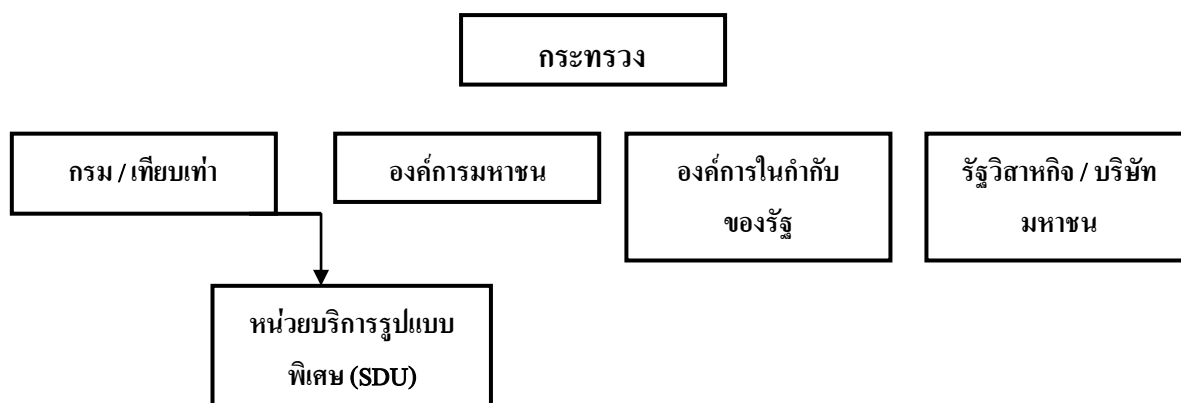 กระทรวง
กรม / เทียบเท่า
องค์การมหาชน
องค์การในกำกับ
ของรัฐ
รัฐวิสาหกิจ / บริษัท
มหาชน
หน่วยบริการรูปแบบ
พิเศษ (SDU)